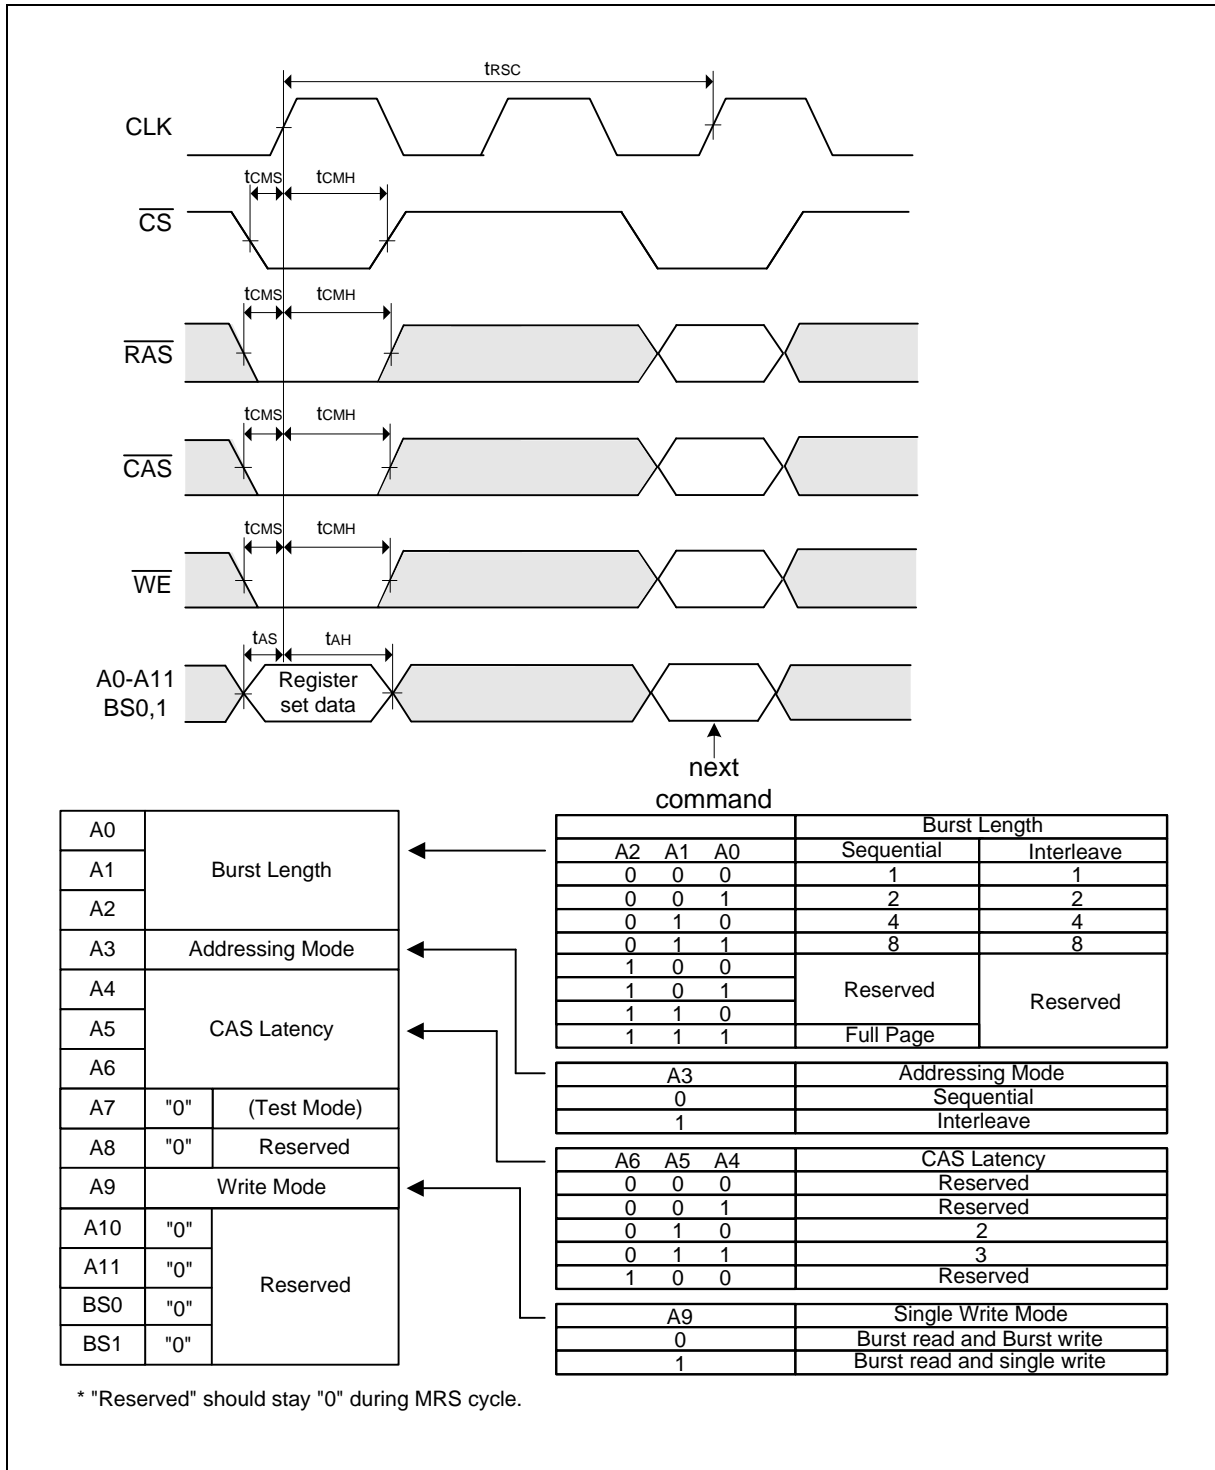 tRSC
CLK
tCMS tCMH
CS
tCMS tCMH
RAS
tCMS tCMH
CAS
tCMS tCMH
WE
tAS tAH
A0-A11
BS0,1
Register
set data
next
command
A0
A1 Burst Length
A2
A3 Addressing Mode
A4
A5 CAS Latency
A6
A7 "0" (Test Mode)
A8 "0" Reserved
A9 Write Mode
A10 "0"
A11 "0"
Reserved
BS0 "0"
BS1 "0"
Burst Length
A2 A1 A0 Sequential Interleave
0 0 0 1 1
0 0 1 2 2
0 1 0 4 4
0 1 1 8 8
1 0 0
1 0 1 Reserved Reserved
1 1 0
1 1 1 Full Page
A3 Addressing Mode
0 Sequential
1 Interleave
A6 A5 A4 CAS Latency
0 0 0 Reserved
0 0 1 Reserved
0 1 0 2
0 1 1 3
1 0 0 Reserved
A9 Single Write Mode
0 Burst read and Burst write
1 Burst read and single write
* "Reserved" should stay "0" during MRS cycle.